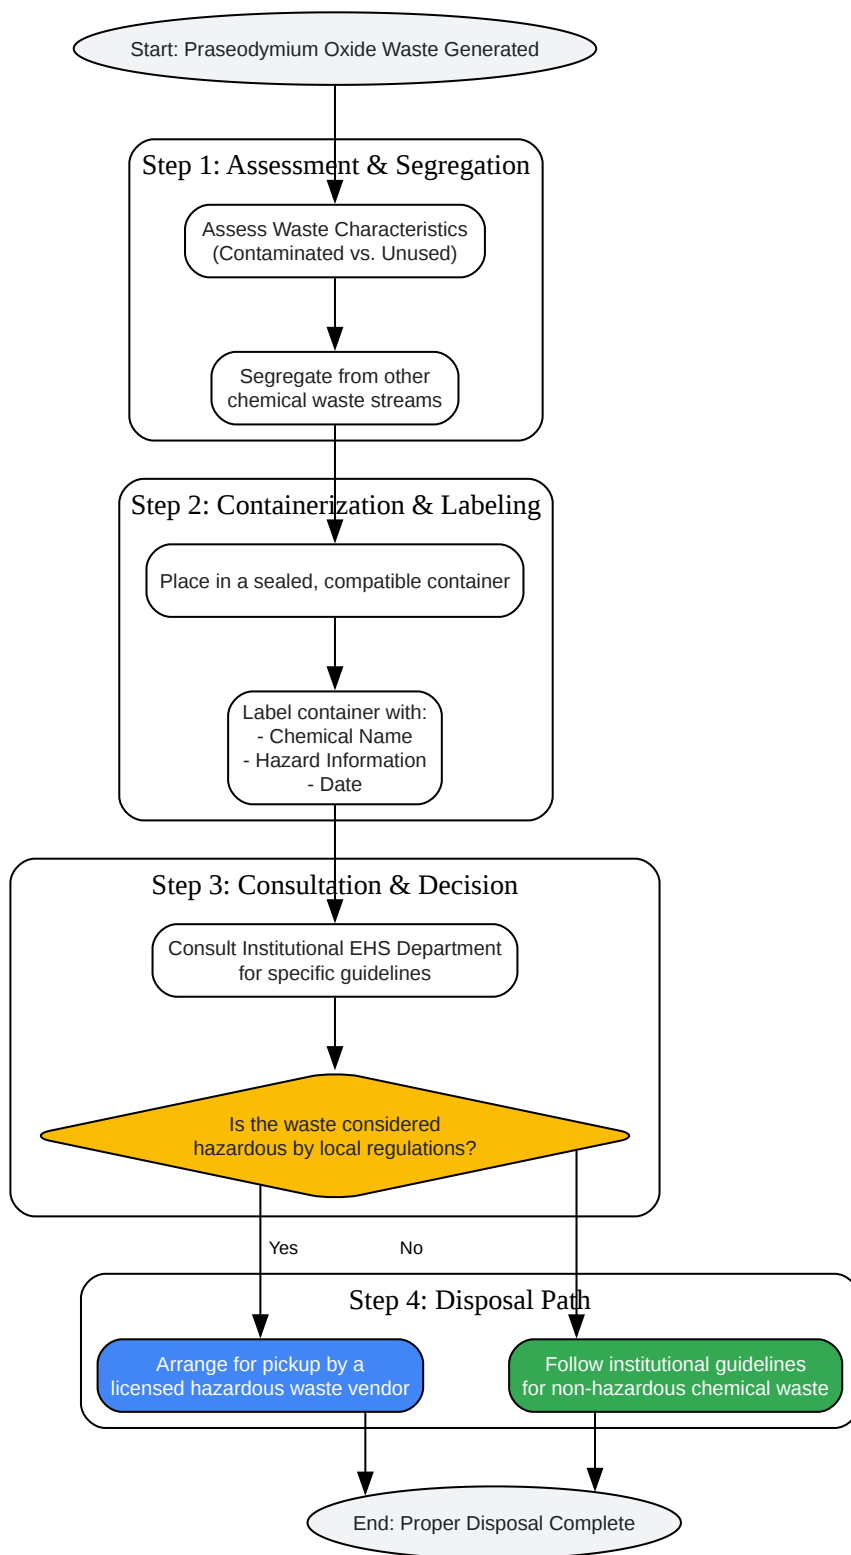 Start: Praseodymium Oxide Waste Generated
Step 1: Assessment & Segregation
Assess Waste Characteristics
(Contaminated vs. Unused)
Segregate from other
chemical waste streams
Step 2: Containerization & Labeling
Place in a sealed, compatible container
Label container with:
- Chemical Name
- Hazard Information
- Date
Step 3: Consultation & Decision
Consult Institutional EHS Department
for specific guidelines
Is the waste considered
hazardous by local regulations?
Yes
No
Step 4: Disposal Path
Arrange for pickup by a
licensed hazardous waste vendor
Follow institutional guidelines
for non-hazardous chemical waste
End: Proper Disposal Complete